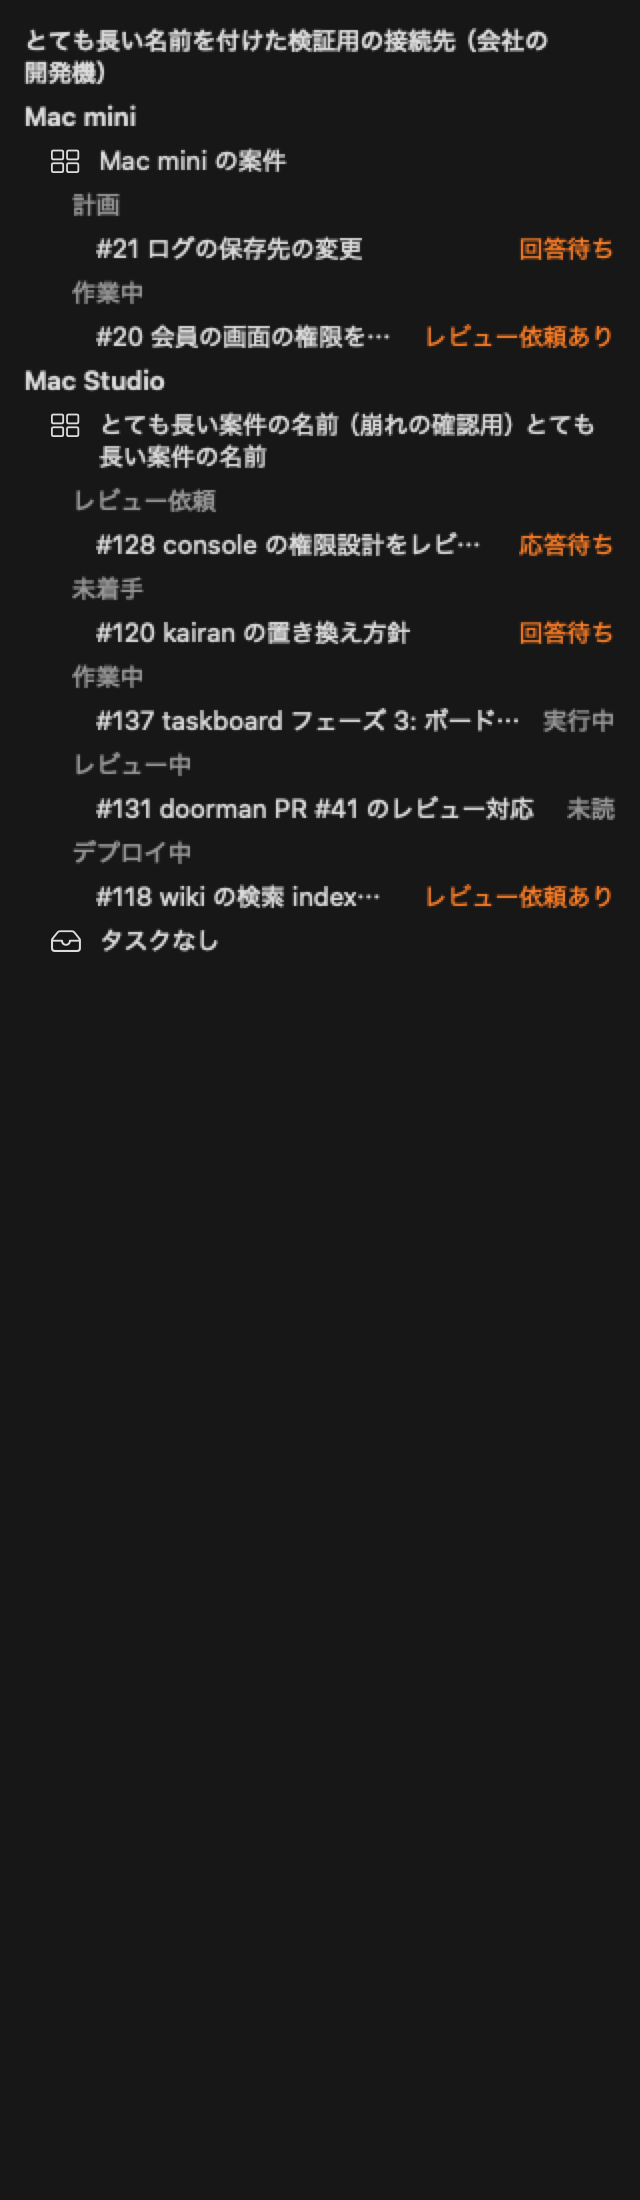 とても長い名前を付けた検証用の接続先（会社の
開発機）
Mac mini
Mac mini の案件
計画
#21 ログの保存先の変更 回答待ち
作業中
#20 会員の画面の権限を… レビュー依頼あり
Mac Studio
とても長い案件の名前（崩れの確認用）とても
長い案件の名前
レビュー依頼
#128 console の権限設計をレビ… 応答待ち
未着手
#120 kairan の置き換え方針 回答待ち
作業中
#137 taskboard フェーズ 3: ボード… 実行中
レビュー中
#131 doorman PR #41 のレビュー対応 未読
デプロイ中
#118 wiki の検索 index… レビュー依頼あり
タスクなし